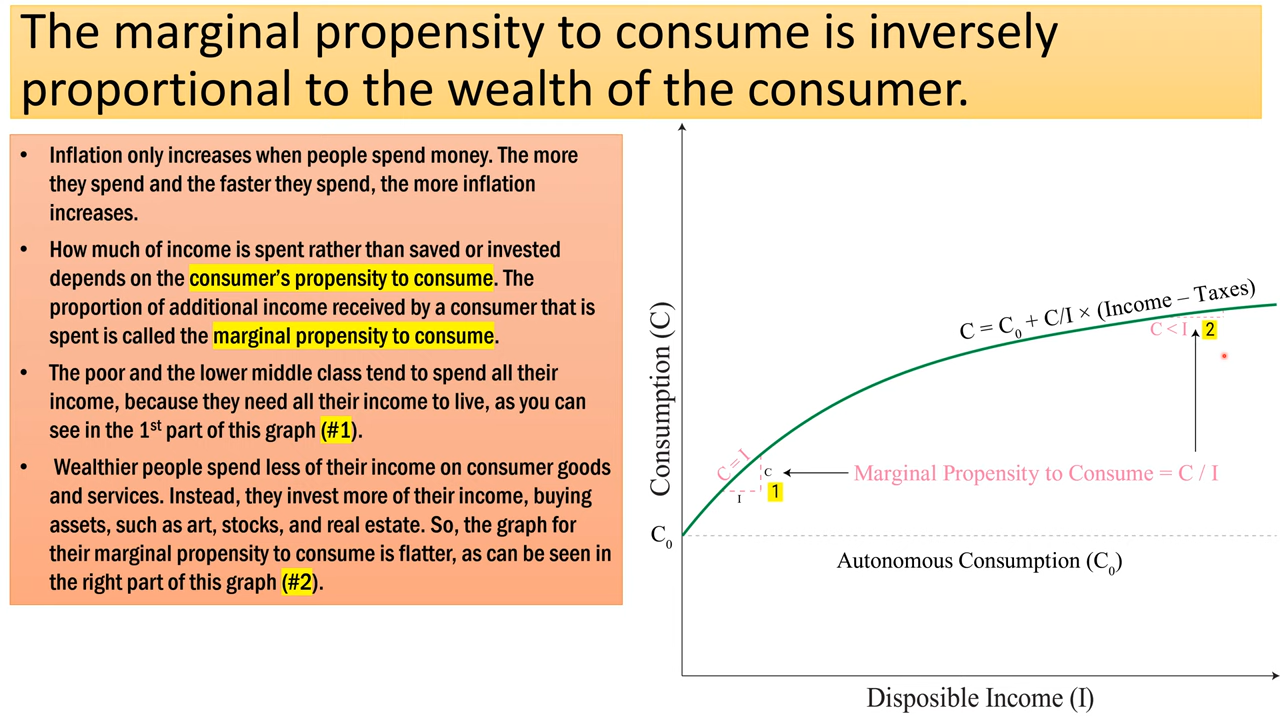 The marginal propensity to consume is inversely
proportional to the wealth of the consumer.
• Inflation only increases when people spend money. The more
they spend and the faster they spend, the more inflation
increases.
• How much of income is spent rather than saved or invested
depends on the consumer’s propensity to consume. The
proportion of additional income received by a consumer that is
spent is called the marginal propensity to consume.
• The poor and the lower middle class tend to spend all their
income, because they need all their income to live, as you can
see in the 1st part of this graph (#1).
• Wealthier people spend less of their income on consumer goods
and services. Instead, they invest more of their income, buying
assets, such as art, stocks, and real estate. So, the graph for
their marginal propensity to consume is flatter, as can be seen in
the right part of this graph (#2).
Consumption (C)
C = C0 + C/I × (Income – Taxes)
C < I
2
C = I
C
I
1
Marginal Propensity to Consume = C / I
C0
Autonomous Consumption (C0)
Disposible Income (I)